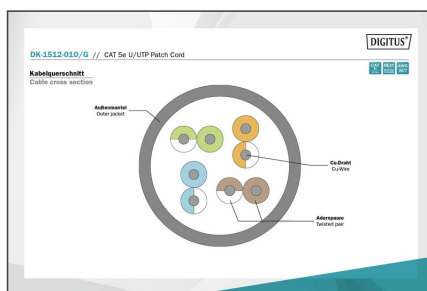 DIGITUS®
DK-1512-010/G // CAT 5e U/UTP Patch Cord
Kabelquerschnitt
Cable cross section
Außenmantel
Outer jacket
Cu-Draht
Cu-Wire
Adernpaare
Twisted pair